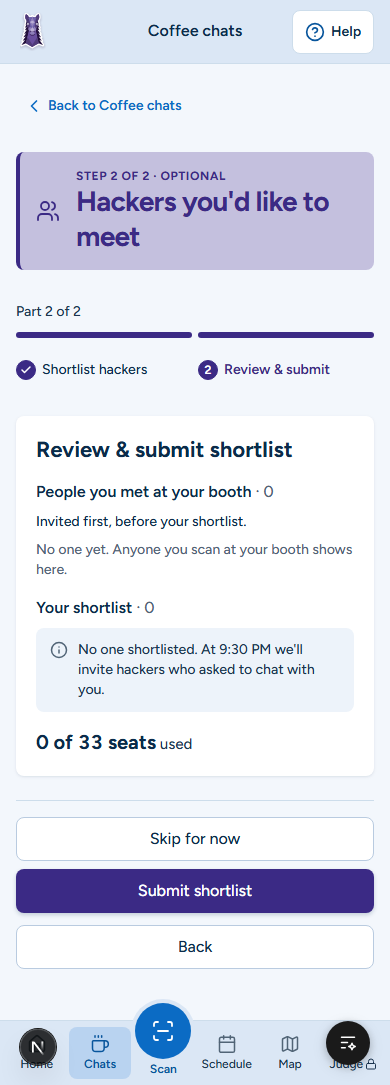 Coffee chats
Help
Back to Coffee chats
STEP 2 OF 2 · OPTIONAL
Hackers you'd like to
meet
Part 2 of 2
Shortlist hackers
2 Review & submit
Review & submit shortlist
People you met at your booth · 0
Invited first, before your shortlist.
No one yet. Anyone you scan at your booth shows
here.
Your shortlist · 0
No one shortlisted. At 9:30 PM we'll
invite hackers who asked to chat with
you.
0 of 33 seats used
Skip for now
Submit shortlist
Back
N
Home
Chats
Scan
Schedule
Map
Judge